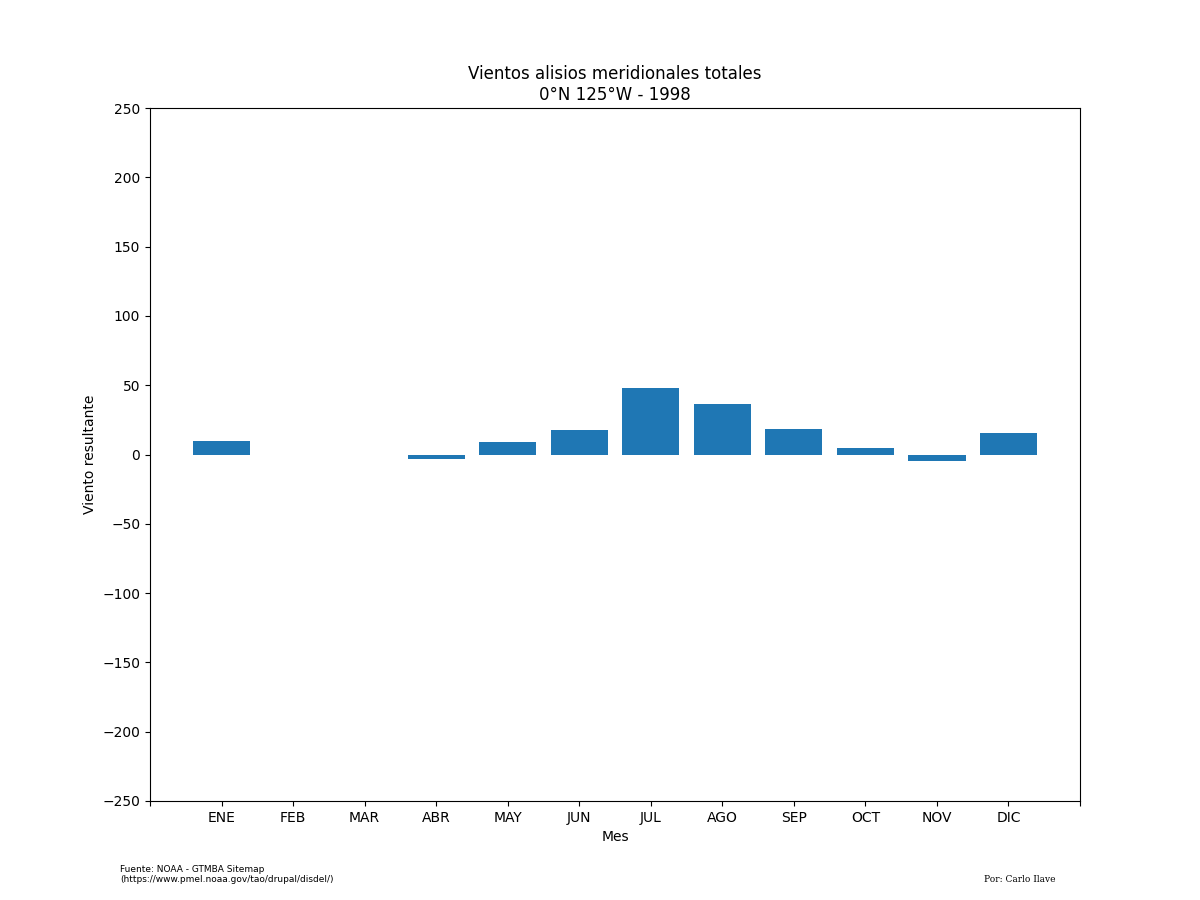 Vientos alisios meridionales totales
0°N 125°W - 1998
250
200
150
100
50
0
−50
−100
−150
−200
−250
Viento resultante
ENE FEB MAR ABR MAY JUN JUL AGO SEP OCT NOV DIC
Mes
Fuente: NOAA - GTMBA Sitemap
(https://www.pmel.noaa.gov/tao/drupal/disdel/)
Por: Carlo Ilave